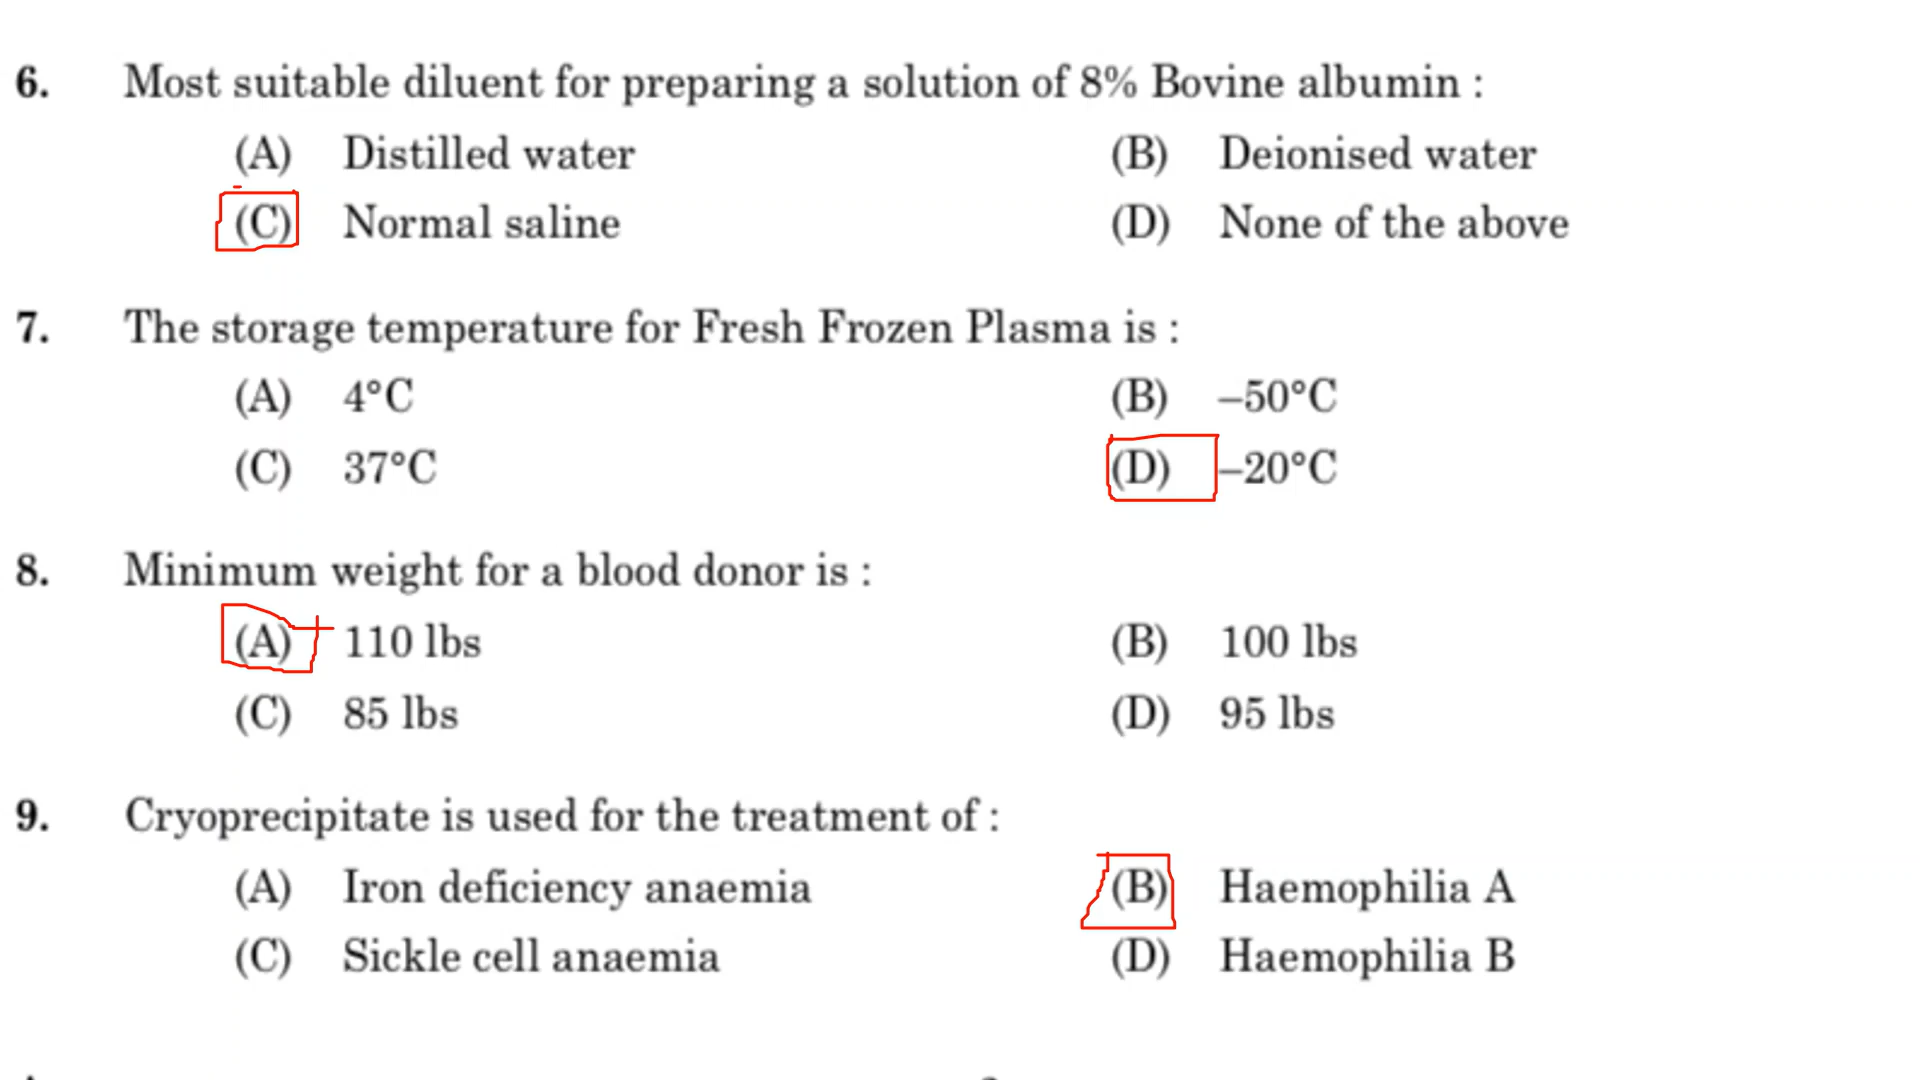 6. Most suitable diluent for preparing a solution of 8% Bovine albumin :
(A) Distilled water (B) Deionised water
(C) Normal saline (D) None of the above
7. The storage temperature for Fresh Frozen Plasma is :
(A) 4°C (B) –50°C
(C) 37°C (D) –20°C
8. Minimum weight for a blood donor is :
(A) 110 lbs (B) 100 lbs
(C) 85 lbs (D) 95 lbs
9. Cryoprecipitate is used for the treatment of :
(A) Iron deficiency anaemia (B) Haemophilia A
(C) Sickle cell anaemia (D) Haemophilia B